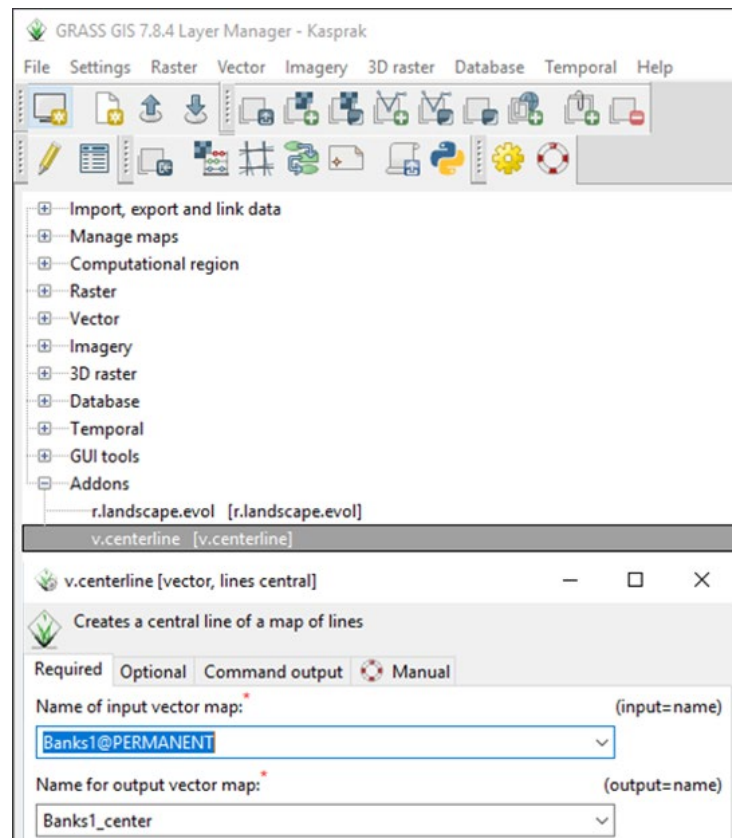 GRASS GIS 7.8.4 Layer Manager - Kasprak
File Settings Raster Vector Imagery 3D raster Database Temporal Help
Import, export and link data
Manage maps
Computational region
Raster
Vector
Imagery
3D raster
Database
Temporal
GUI tools
Addons
r.landscape.evol [r.landscape.evol]
v.centerline [v.centerline]
v.centerline [vector, lines central]
Creates a central line of a map of lines
Required Optional Command output Manual
Name of input vector map:* (input=name)
Banks1@PERMANENT
Name for output vector map:* (output=name)
Banks1_center